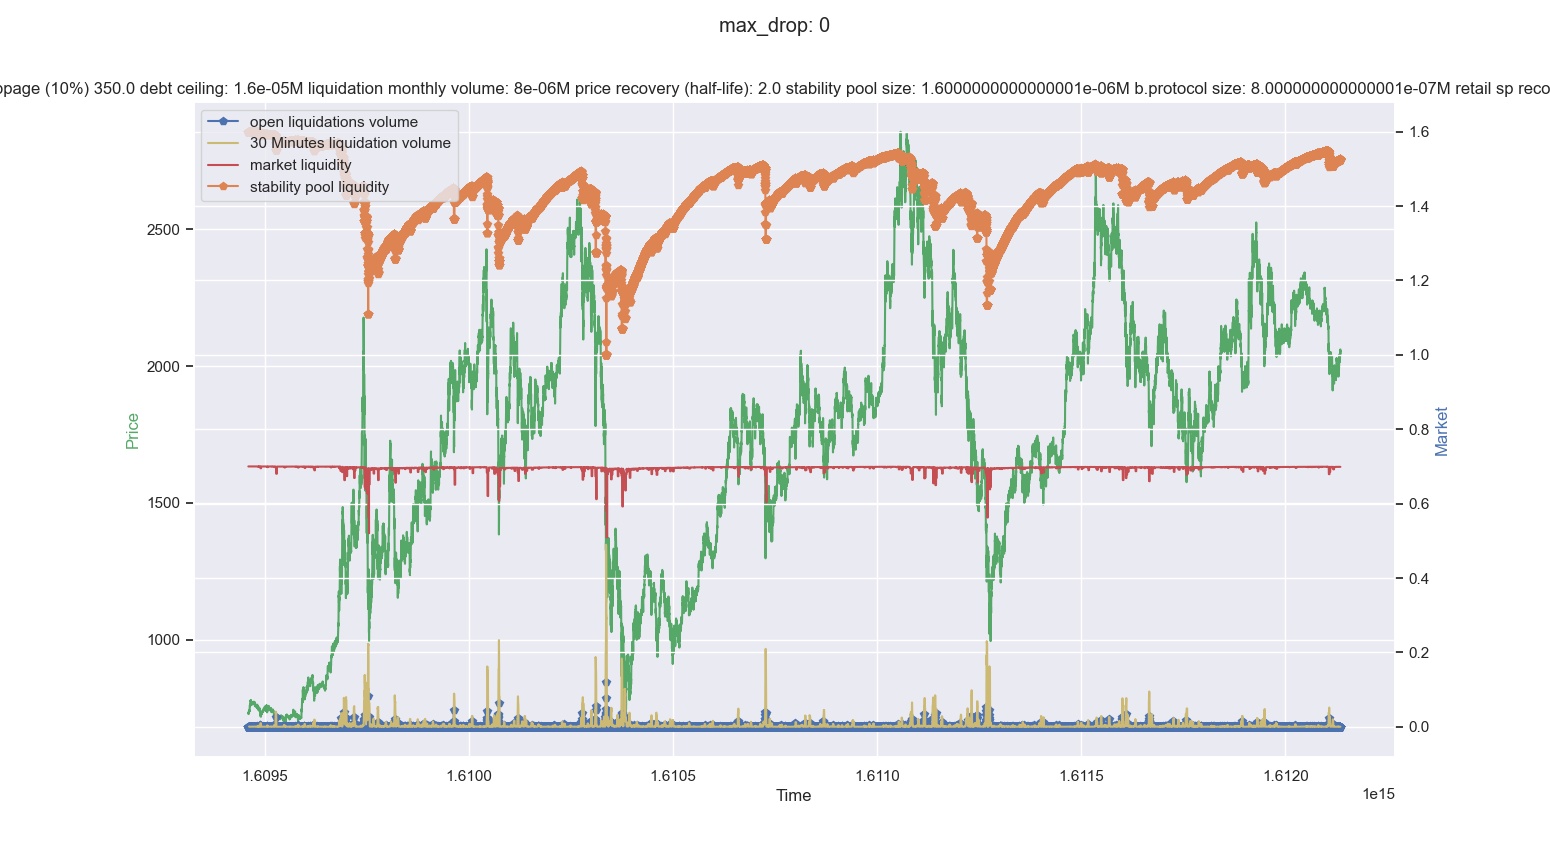 max_drop: 0
(10%) 350.0 debt ceiling: 1.6e-05M liquidation monthly volume: 8e-06M price recovery (half-life): 2.0 stability pool size: 1.6000000000000001e-06M b.protocol size: 8.000000000000001e-07M retail sp
open liquidations volume
30 Minutes liquidation volume
market liquidity
stability pool liquidity
2500
2000
1500
1000
Price
1.6
1.4
1.2
1.0
0.8
0.6
0.4
0.2
0.0
Market
1.6095 1.6100 1.6105 1.6110 1.6115 1.6120
Time
1e15